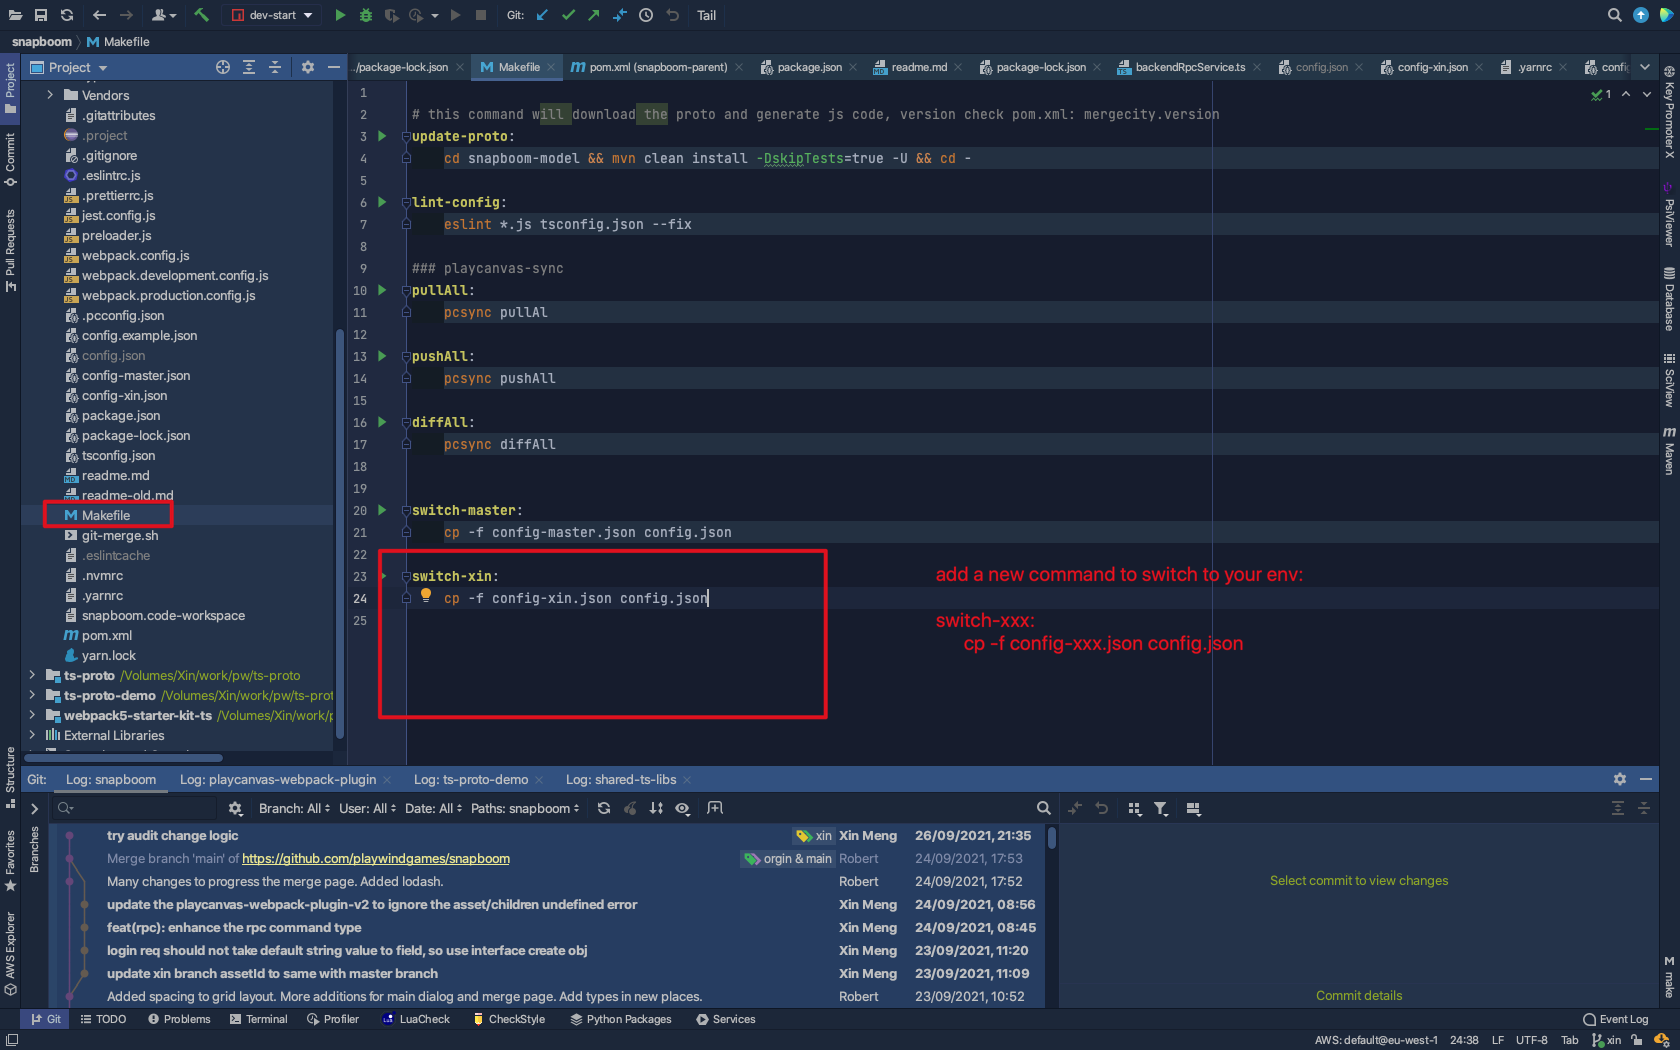 dev-start
Git:
Tail
snapboom
Makefile
Project
../package-lock.json
Makefile
pom.xml (snapboom-parent)
package.json
readme.md
package-lock.json
backendRpcService.ts
config.json
config-xin.json
.yarnrc
Project
Commit
Pull Requests
Structure
Favorites
AWS Explorer
Vendors
.gitattributes
.project
.gitignore
.eslintrc.js
.prettierrc.js
jest.config.js
preloader.js
webpack.config.js
webpack.development.config.js
webpack.production.config.js
.pcconfig.json
config.example.json
config.json
config-master.json
config-xin.json
package.json
package-lock.json
tsconfig.json
readme.md
readme-old.md
Makefile
git-merge.sh
.eslintcache
.nvmrc
.yarnrc
snapboom.code-workspace
pom.xml
yarn.lock
ts-proto /Volumes/Xin/work/pw/ts-proto
ts-proto-demo /Volumes/Xin/work/pw/ts-prot
webpack5-starter-kit-ts /Volumes/Xin/work/p
External Libraries
1
2 # this command will download the proto and generate js code, version check pom.xml: mergecity.version
3 update-proto:
4 cd snapboom-model && mvn clean install -DskipTests=true -U && cd -
5
6 lint-config:
7 eslint *.js tsconfig.json --fix
8
9 ### playcanvas-sync
10 pullAll:
11 pcsync pullAl
12
13 pushAll:
14 pcsync pushAll
15
16 diffAll:
17 pcsync diffAll
18
19
20 switch-master:
21 cp -f config-master.json config.json
22
23 switch-xin:
24 cp -f config-xin.json config.json
25
1
add a new command to switch to your env:
switch-xxx:
cp -f config-xxx.json config.json
Key Promoter X
PsiViewer
Database
SciView
Maven
make
Git:
Log: snapboom
Log: playcanvas-webpack-plugin
Log: ts-proto-demo
Log: shared-ts-libs
Branches
Branch: All
User: All
Date: All
Paths: snapboom
try audit change logic xin Xin Meng 26/09/2021, 21:35
Merge branch 'main' of https://github.com/playwindgames/snapboom orgin & main Robert 24/09/2021, 17:53
Many changes to progress the merge page. Added lodash. Robert 24/09/2021, 17:52
update the playcanvas-webpack-plugin-v2 to ignore the asset/children undefined error Xin Meng 24/09/2021, 08:56
feat(rpc): enhance the rpc command type Xin Meng 24/09/2021, 08:45
login req should not take default string value to field, so use interface create obj Xin Meng 23/09/2021, 11:20
update xin branch assetId to same with master branch Xin Meng 23/09/2021, 11:09
Added spacing to grid layout. More additions for main dialog and merge page. Add types in new places. Robert 23/09/2021, 10:52
Select commit to view changes
Commit details
Git
TODO
Problems
Terminal
Profiler
LuaCheck
CheckStyle
Python Packages
Services
Event Log
AWS: default@eu-west-1
24:38
LF
UTF-8
Tab
xin